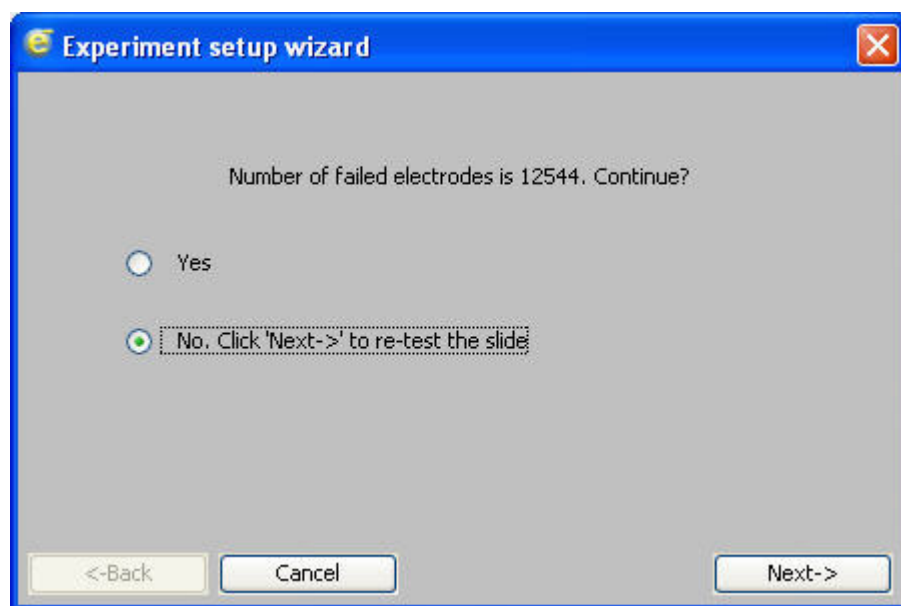 Experiment setup wizard
Number of failed electrodes is 12544. Continue?
Yes
No. Click 'Next->' to re-test the slide
<-Back
Cancel
Next->